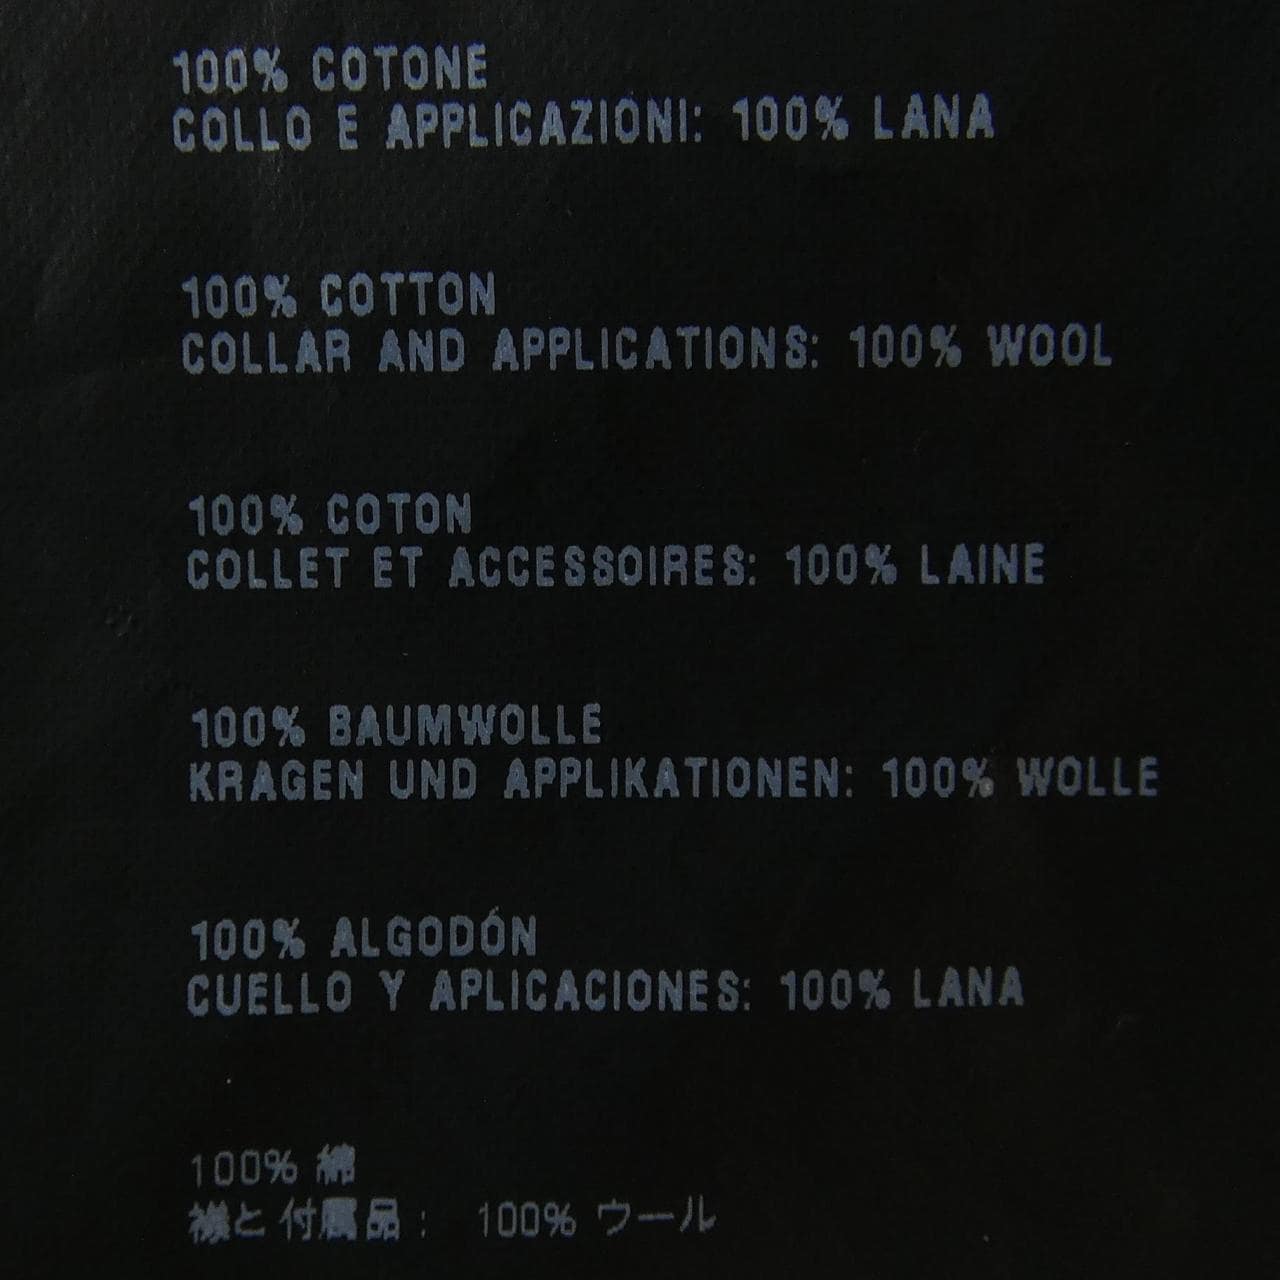 100% COTONE
COLLO E APPLICAZIONI: 100% LANA
100% COTTON
COLLAR AND APPLICATIONS: 100% WOOL
100% COTON
COLLET ET ACCESSOIRES: 100% LAINE
100% BAUMWOLLE
KRAGEN UND APPLIKATIONEN: 100% WOLLE
100% ALGODÓN
CUELLO Y APLICACIONES: 100% LANA
100% 綿
襟と付属品: 100% ウール